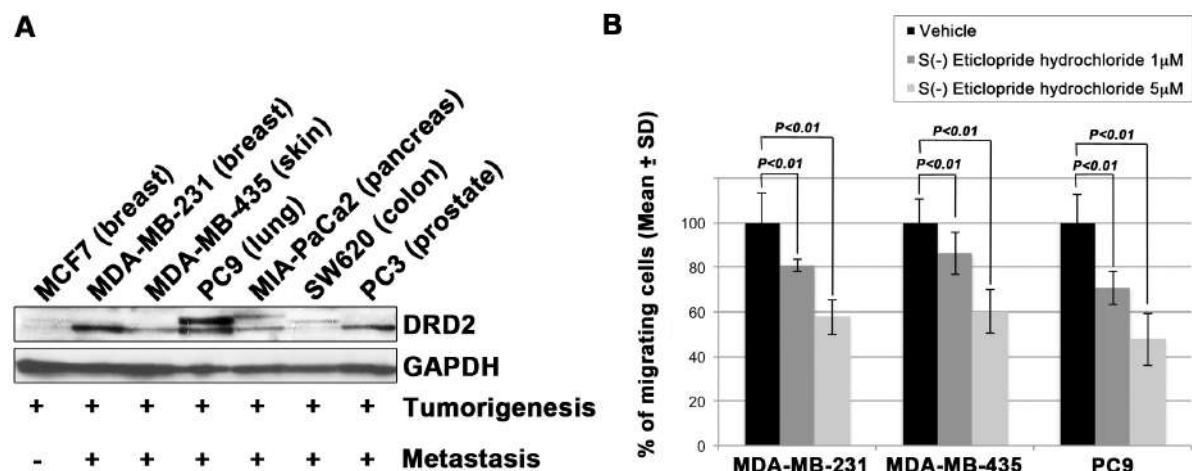 A
MCF7 (breast)
MDA-MB-231 (breast)
MDA-MB-435 (skin)
PC9 (lung)
MIA-PaCa2 (pancreas)
SW620 (colon)
PC3 (prostate)
DRD2
GAPDH
+ + + + + + + Tumorigenesis
- + + + + + + Metastasis
B
Vehicle
S(-) Eticlopride hydrochloride 1μM
S(-) Eticlopride hydrochloride 5μM
% of migrating cells (Mean ± SD)
P<0.01
P<0.01
P<0.01
P<0.01
P<0.01
P<0.01
100
80
60
40
20
0
MDA-MB-231 MDA-MB-435 PC9